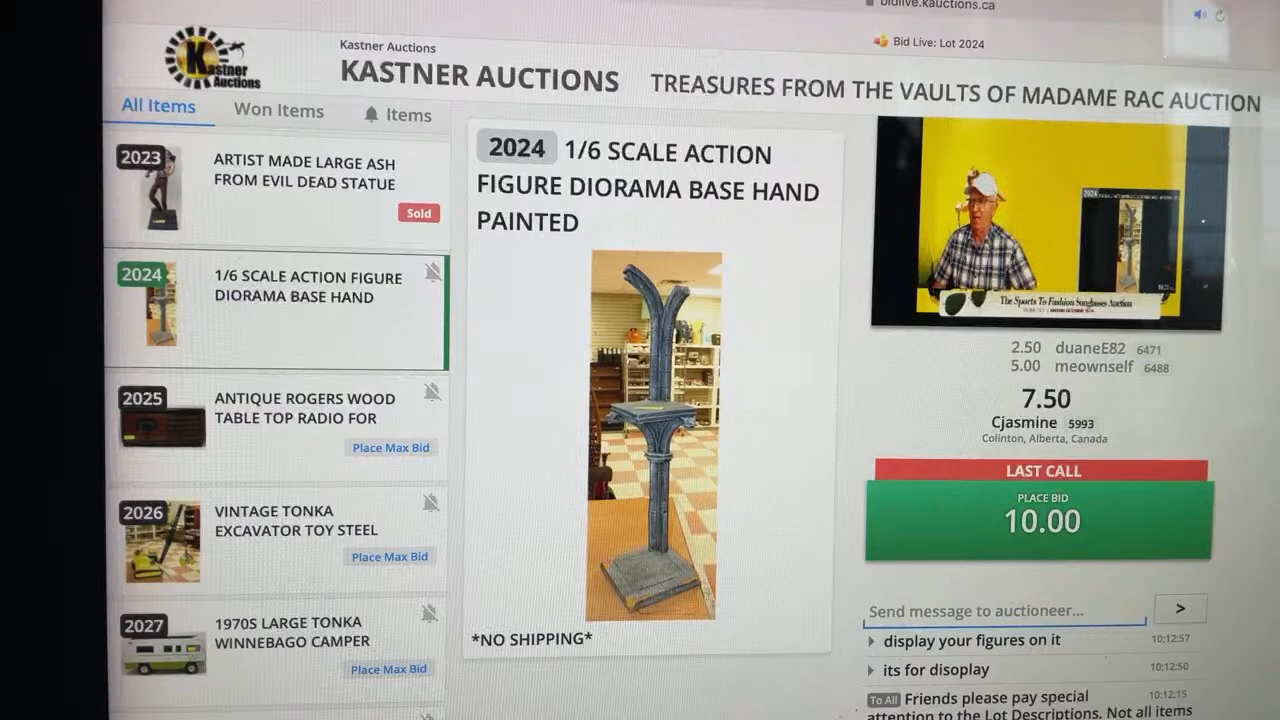 bidlive.kauctions.ca
Bid Live: Lot 2024
Kastner
Auctions
Kastner Auctions
KASTNER AUCTIONS
TREASURES FROM THE VAULTS OF MADAME RAC AUCTION
All Items
Won Items
Items
2023
ARTIST MADE LARGE ASH
FROM EVIL DEAD STATUE
Sold
2024
1/6 SCALE ACTION FIGURE
DIORAMA BASE HAND
2025
ANTIQUE ROGERS WOOD
TABLE TOP RADIO FOR
Place Max Bid
2026
VINTAGE TONKA
EXCAVATOR TOY STEEL
Place Max Bid
2027
1970S LARGE TONKA
WINNEBAGO CAMPER
Place Max Bid
2024 1/6 SCALE ACTION
FIGURE DIORAMA BASE HAND
PAINTED
*NO SHIPPING*
2024
The Sports To Fashion Sunglasses Auction
2.50 duaneE82 6471
5.00 meownself 6488
7.50
Cjasmine 5993
Colinton, Alberta, Canada
LAST CALL
PLACE BID
10.00
Send message to auctioneer...
>
display your figures on it 10:12:57
its for disoplay 10:12:50
To All Friends please pay special 10:12:15
attention to the Lot Descriptions. Not all items